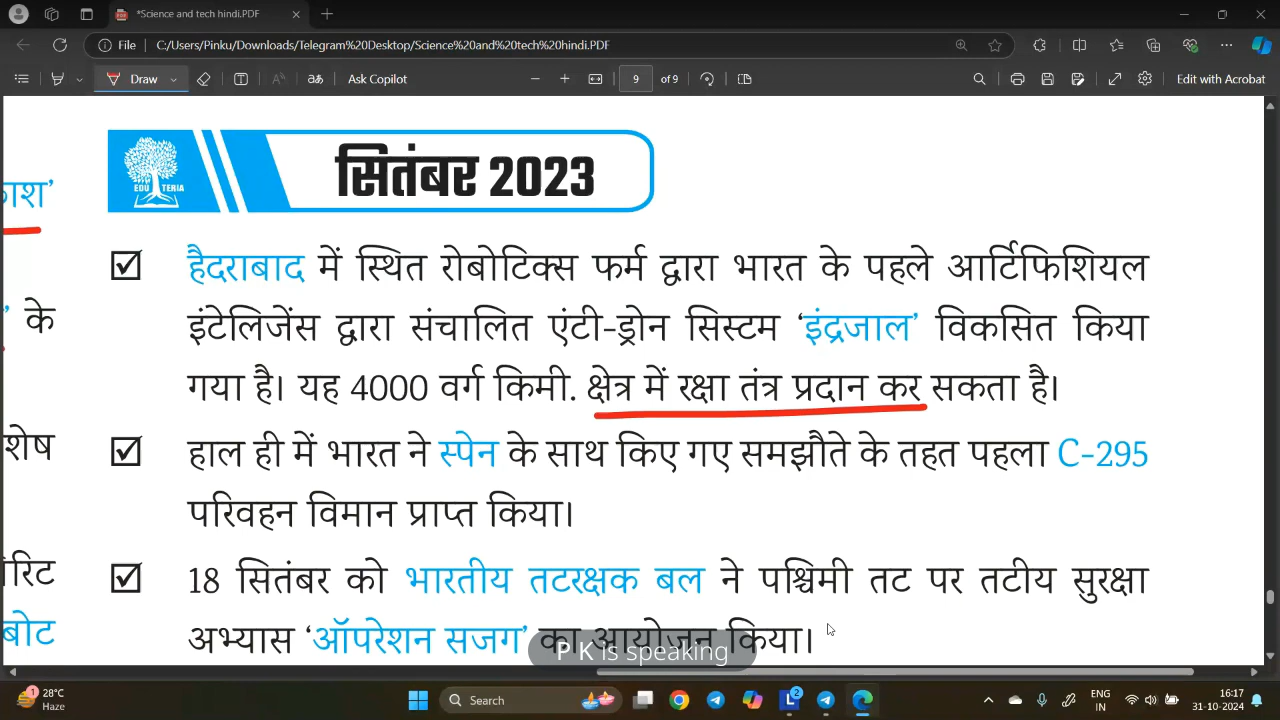 *Science and tech hindi.PDF
File C:/Users/Pinku/Downloads/Telegram%20Desktop/Science%20and%20tech%20hindi.PDF
Draw Ask Copilot 9 of 9 Edit with Acrobat
EDU TERIA
सितंबर 2023
काश’
हैदराबाद में स्थित रोबोटिक्स फर्म द्वारा भारत के पहले आर्टिफिशियल
’ के
इंटेलिजेंस द्वारा संचालित एंटी-ड्रोन सिस्टम ‘इंद्रजाल’ विकसित किया
गया है। यह 4000 वर्ग किमी. क्षेत्र में रक्षा तंत्र प्रदान कर सकता है।
शेष
हाल ही में भारत ने स्पेन के साथ किए गए समझौते के तहत पहला C-295
परिवहन विमान प्राप्त किया।
रिट
18 सितंबर को भारतीय तटरक्षक बल ने पश्चिमी तट पर तटीय सुरक्षा
बोट
अभ्यास ‘ऑपरेशन सजग’ का आयोजन किया।
P K is speaking
1 28°C
Haze
Search
2
ENG
IN
16:17
31-10-2024